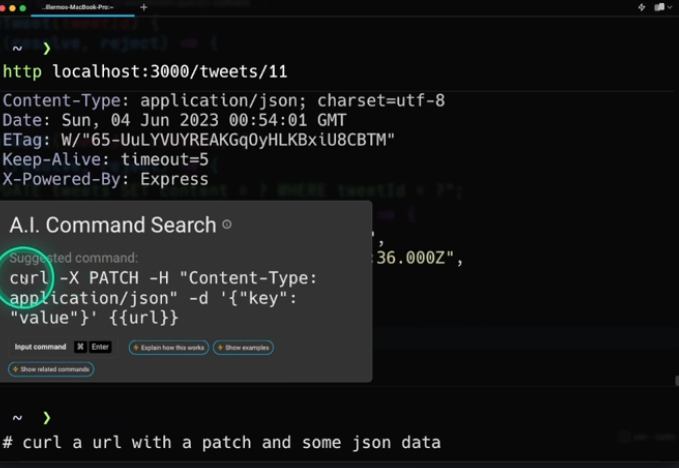 ..illermos-MacBook-Pro:~ +
~ ❯
http localhost:3000/tweets/11
Content-Type: application/json; charset=utf-8
Date: Sun, 04 Jun 2023 00:54:01 GMT
ETag: W/"65-UuLYVUYREAKGqOyHLKBxiU8CBTM"
Keep-Alive: timeout=5
X-Powered-By: Express
A.I. Command Search
Suggested command:
curl -X PATCH -H "Content-Type:
application/json" -d '{"key":
"value"}' {{url}}
",
:36.000Z",
Input command ⌘ Enter Explain how this works Show examples
Show related commands
~ ❯
# curl a url with a patch and some json data